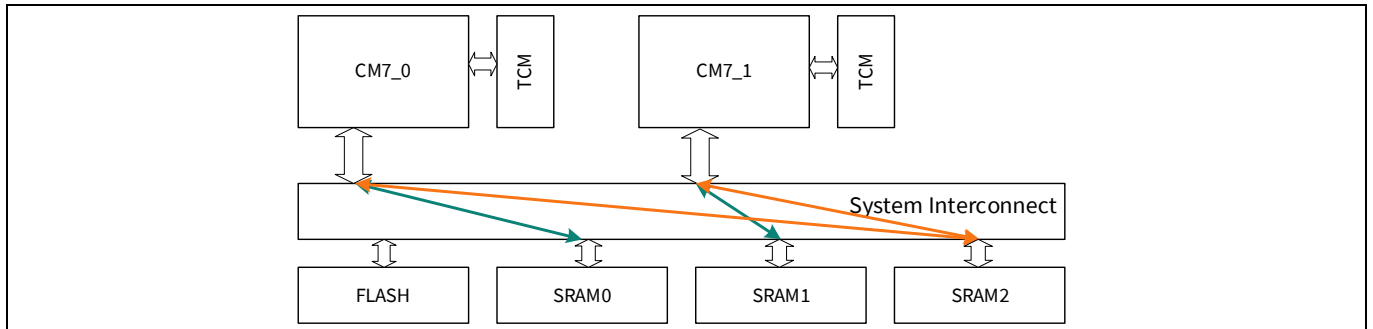 CM7_0
TCM
CM7_1
TCM
System Interconnect
FLASH
SRAM0
SRAM1
SRAM2